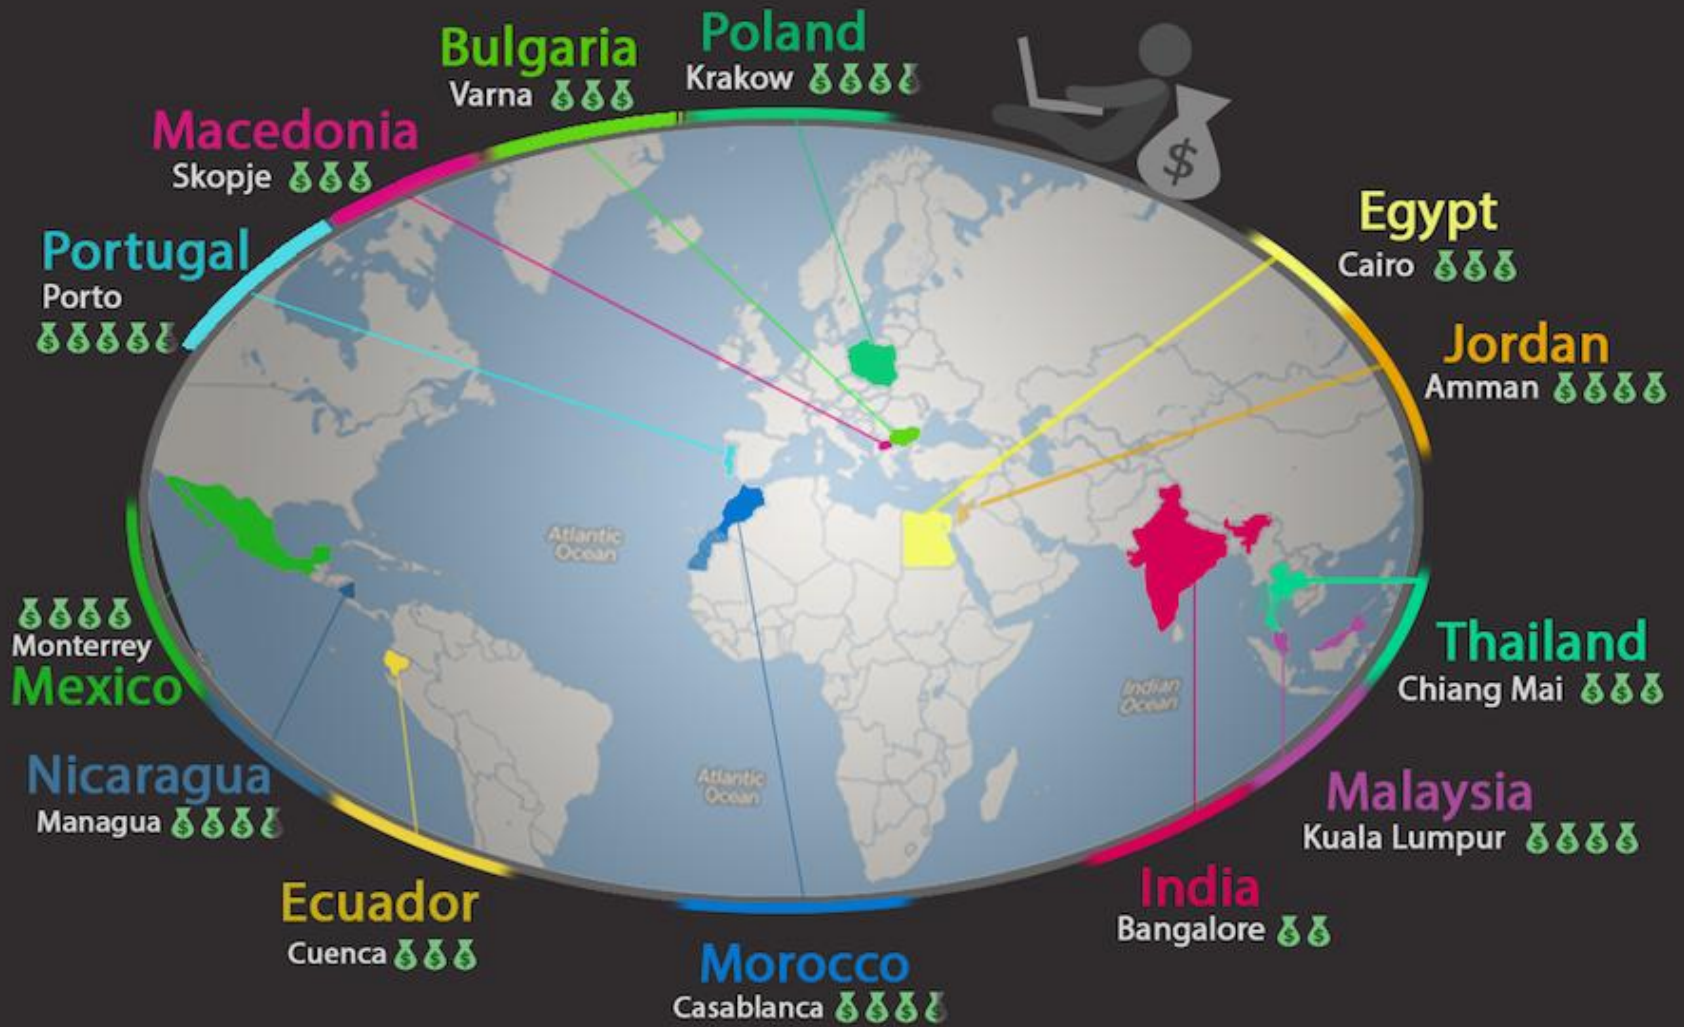 Poland
Krakow
Bulgaria
Varna
Macedonia
Skopje
Portugal
Porto
Egypt
Cairo
Jordan
Amman
Atlantic
Ocean
Monterrey
Mexico
Thailand
Chiang Mai
Indian
Ocean
Nicaragua
Managua
Atlantic
Ocean
Malaysia
Kuala Lumpur
Ecuador
Cuenca
India
Bangalore
Morocco
Casablanca
$